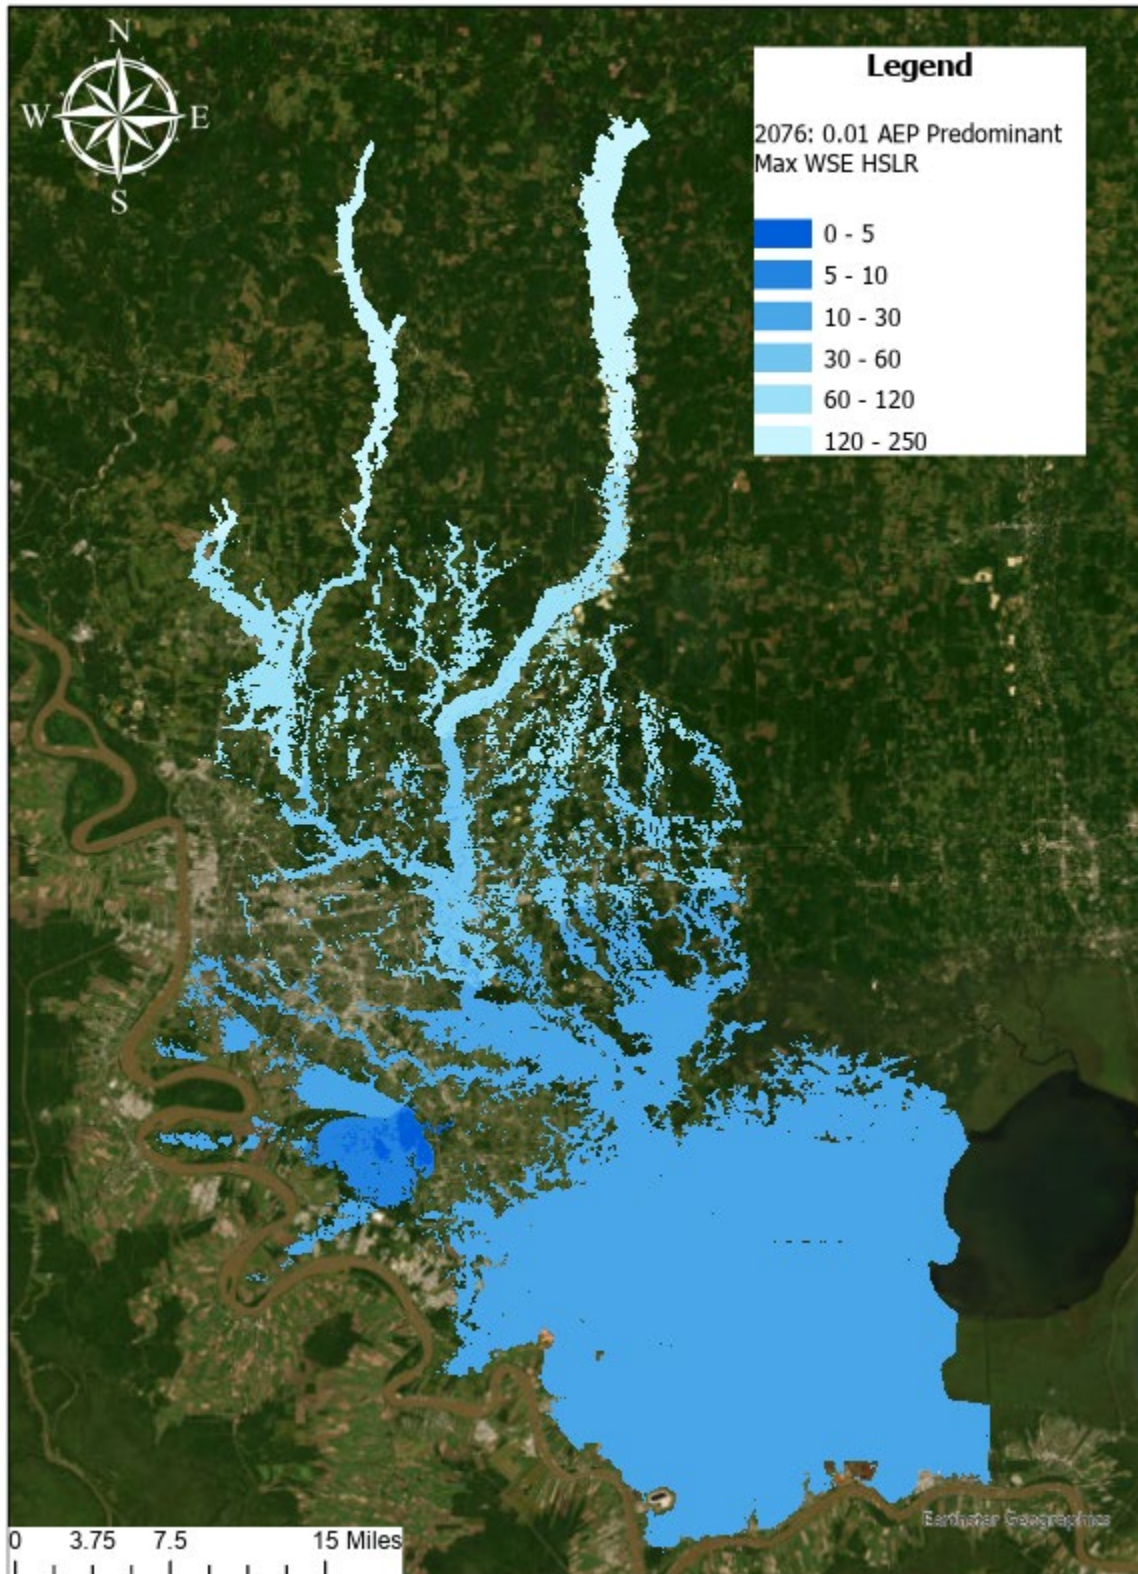 N
W E
S
Legend
2076: 0.01 AEP Predominant
Max WSE HSLR
0 - 5
5 - 10
10 - 30
30 - 60
60 - 120
120 - 250
Earthstar Geographics
0 3.75 7.5 15 Miles